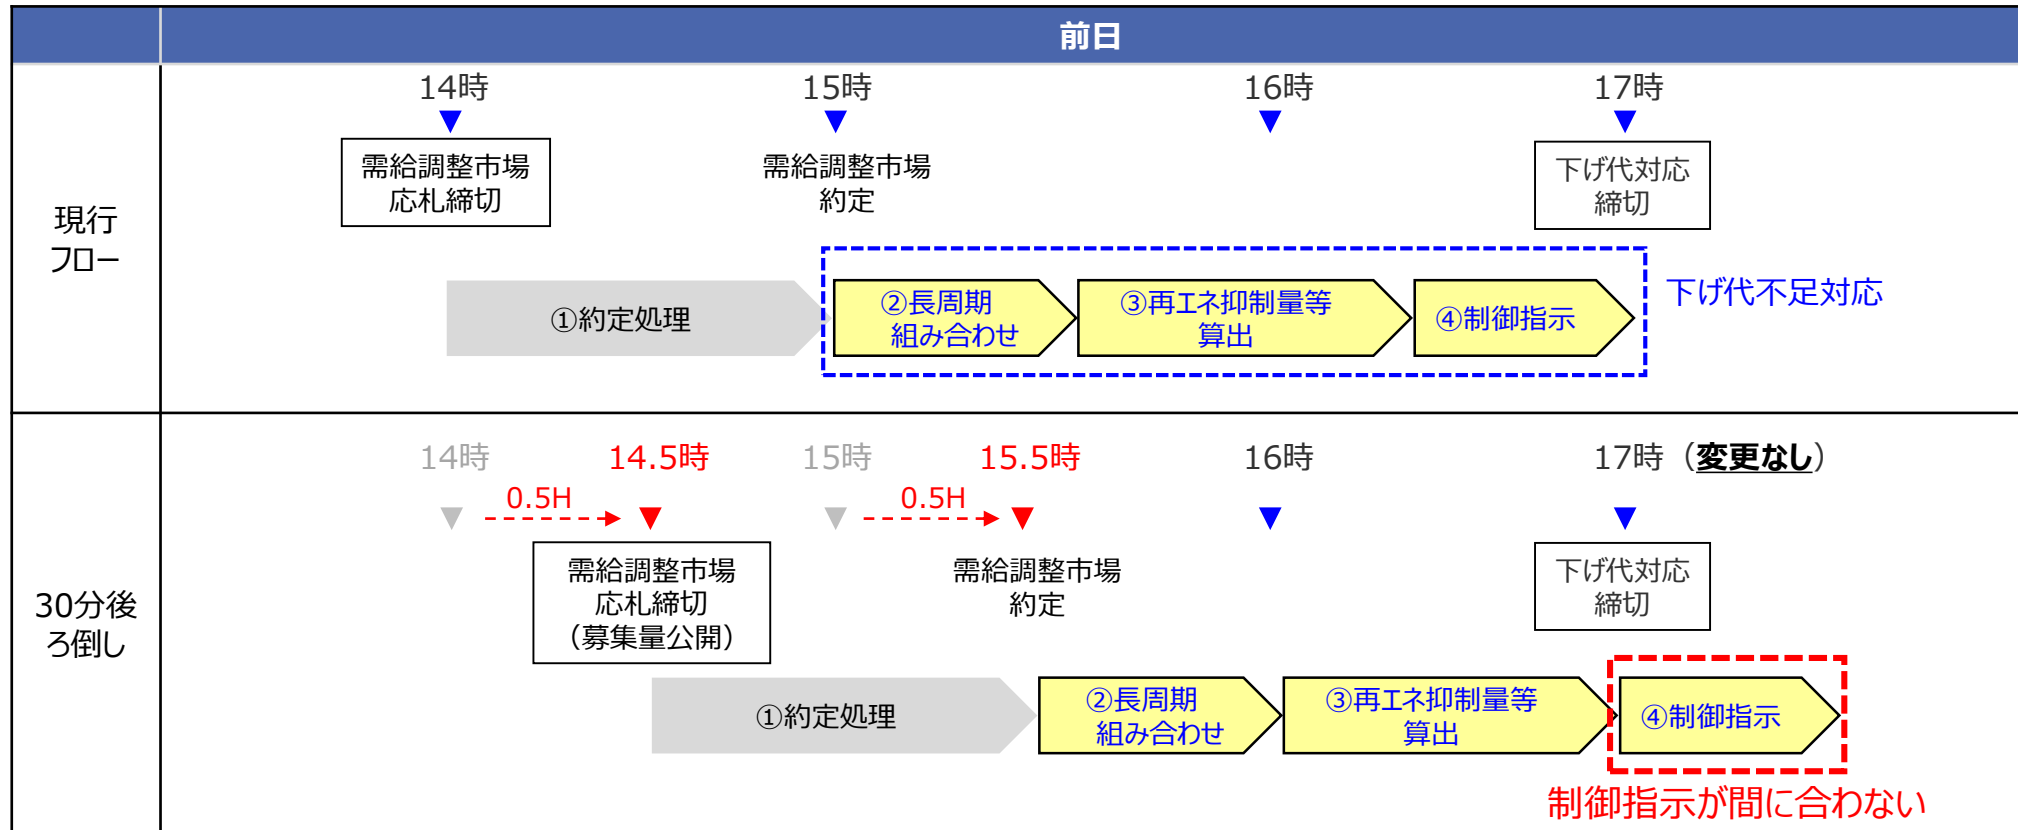 前日
現行
フロー
14時
15時
16時
17時
需給調整市場
応札締切
需給調整市場
約定
下げ代対応
締切
①約定処理
②長周期
組み合わせ
③再エネ抑制量等
算出
④制御指示
下げ代不足対応
30分後
ろ倒し
14時
14.5時
15時
15.5時
16時
17時（変更なし）
0.5H
0.5H
需給調整市場
応札締切
（募集量公開）
需給調整市場
約定
下げ代対応
締切
①約定処理
②長周期
組み合わせ
③再エネ抑制量等
算出
④制御指示
制御指示が間に合わない